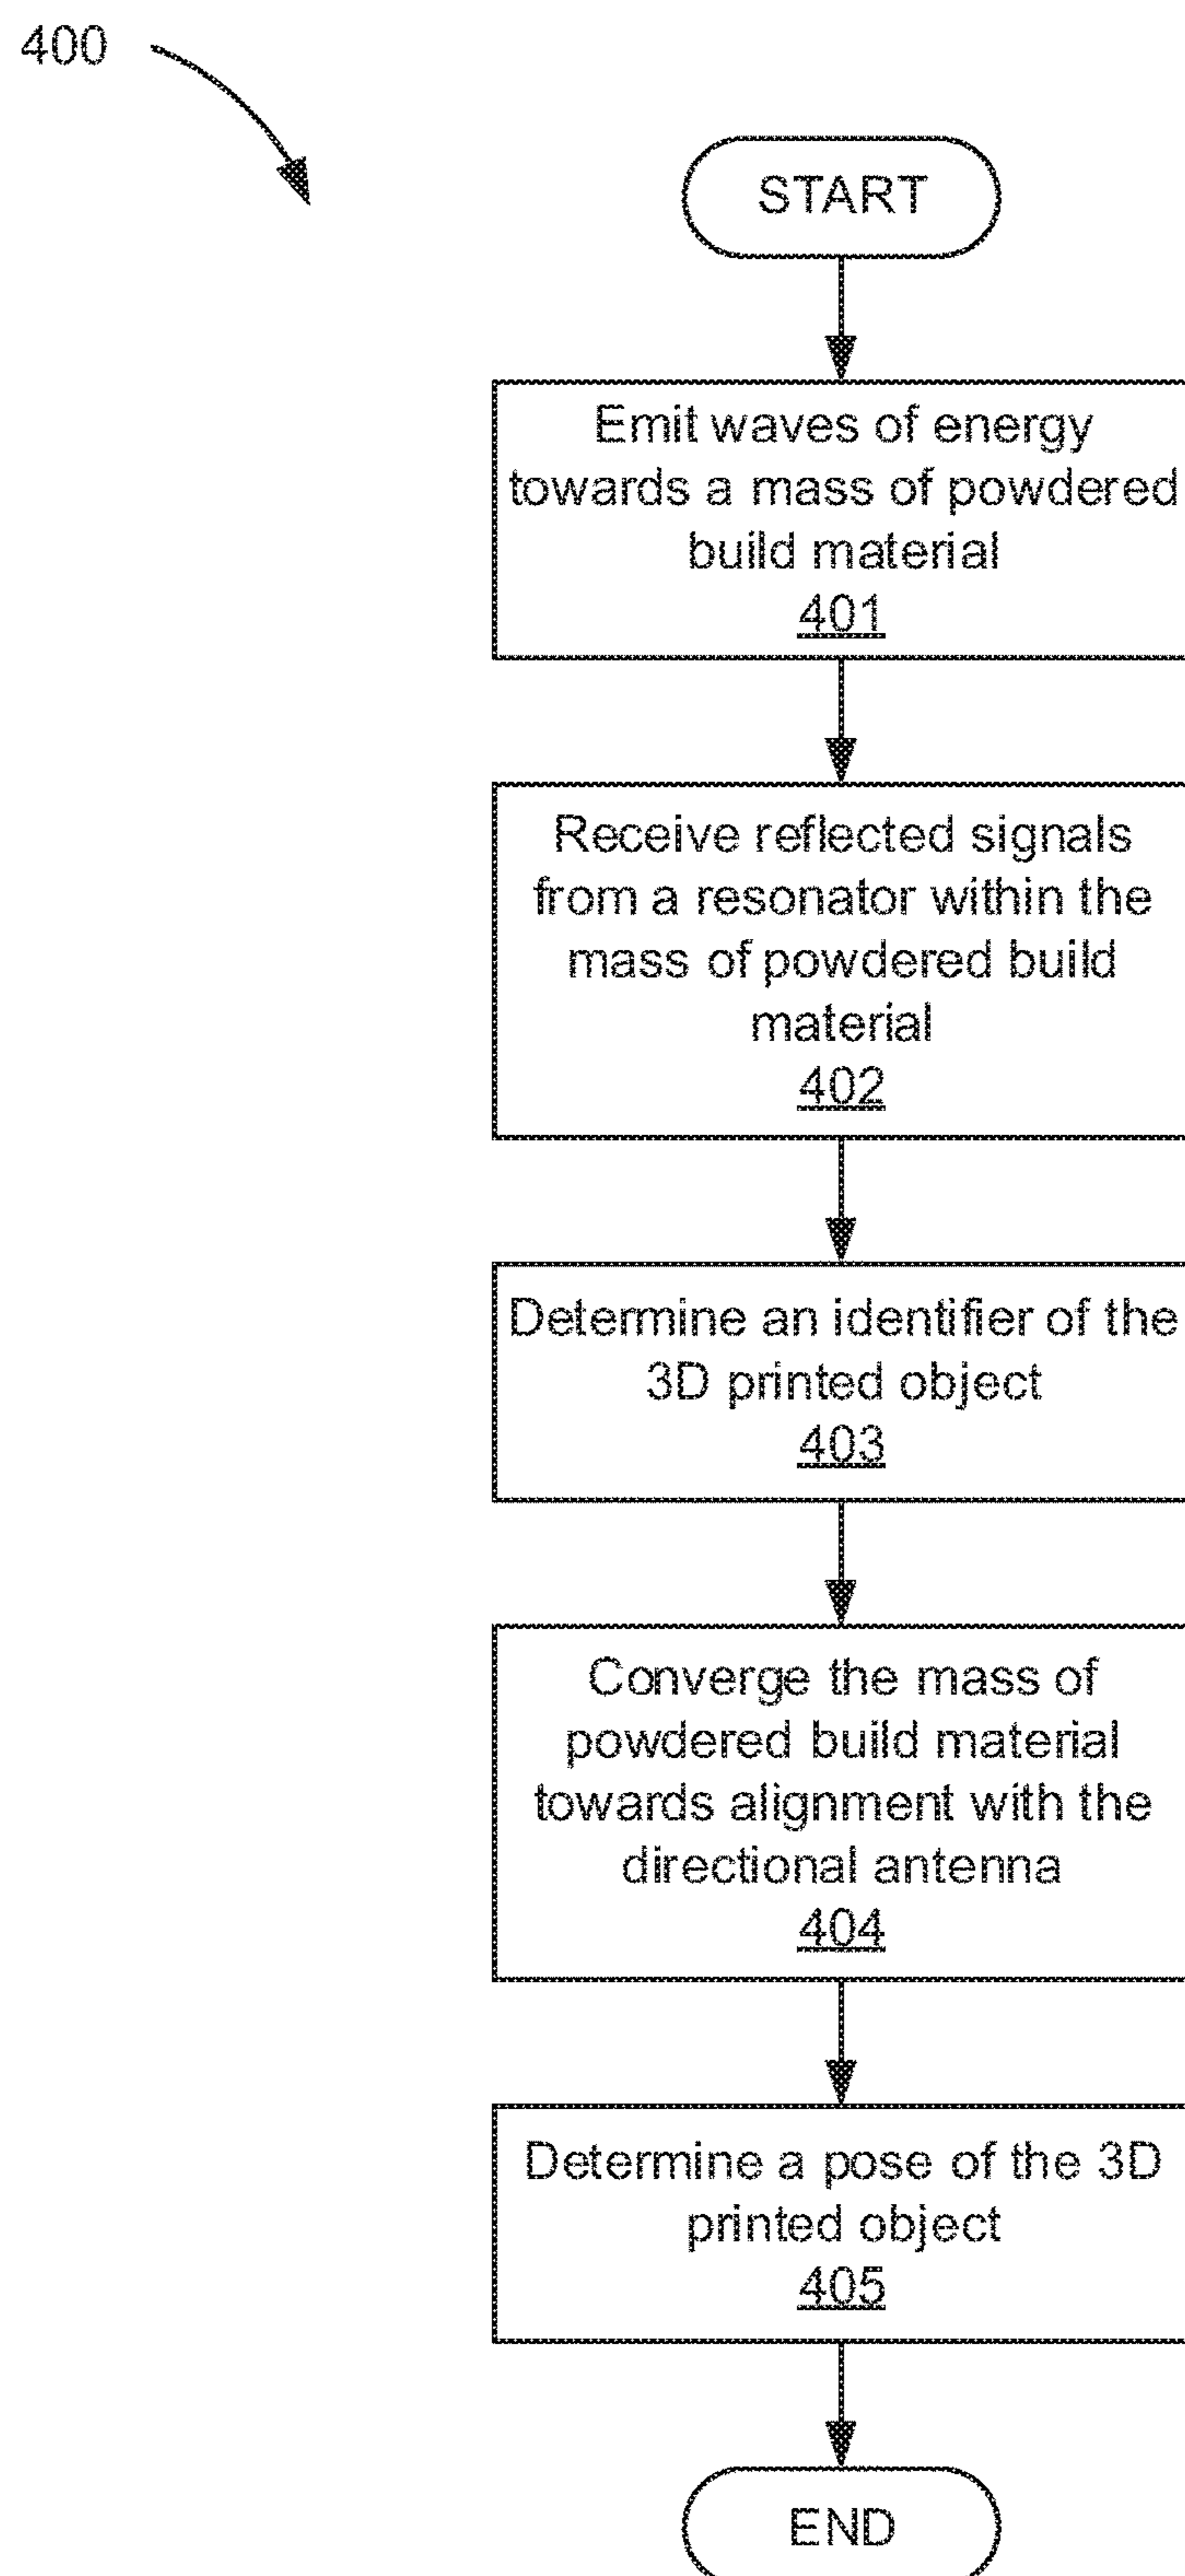 400
START
Emit waves of energy
towards a mass of powdered
build material
401
Receive reflected signals
from a resonator within the
mass of powdered build
material
402
Determine an identifier of the
3D printed object
403
Converge the mass of
powdered build material
towards alignment with the
directional antenna
404
Determine a pose of the 3D
printed object
405
END